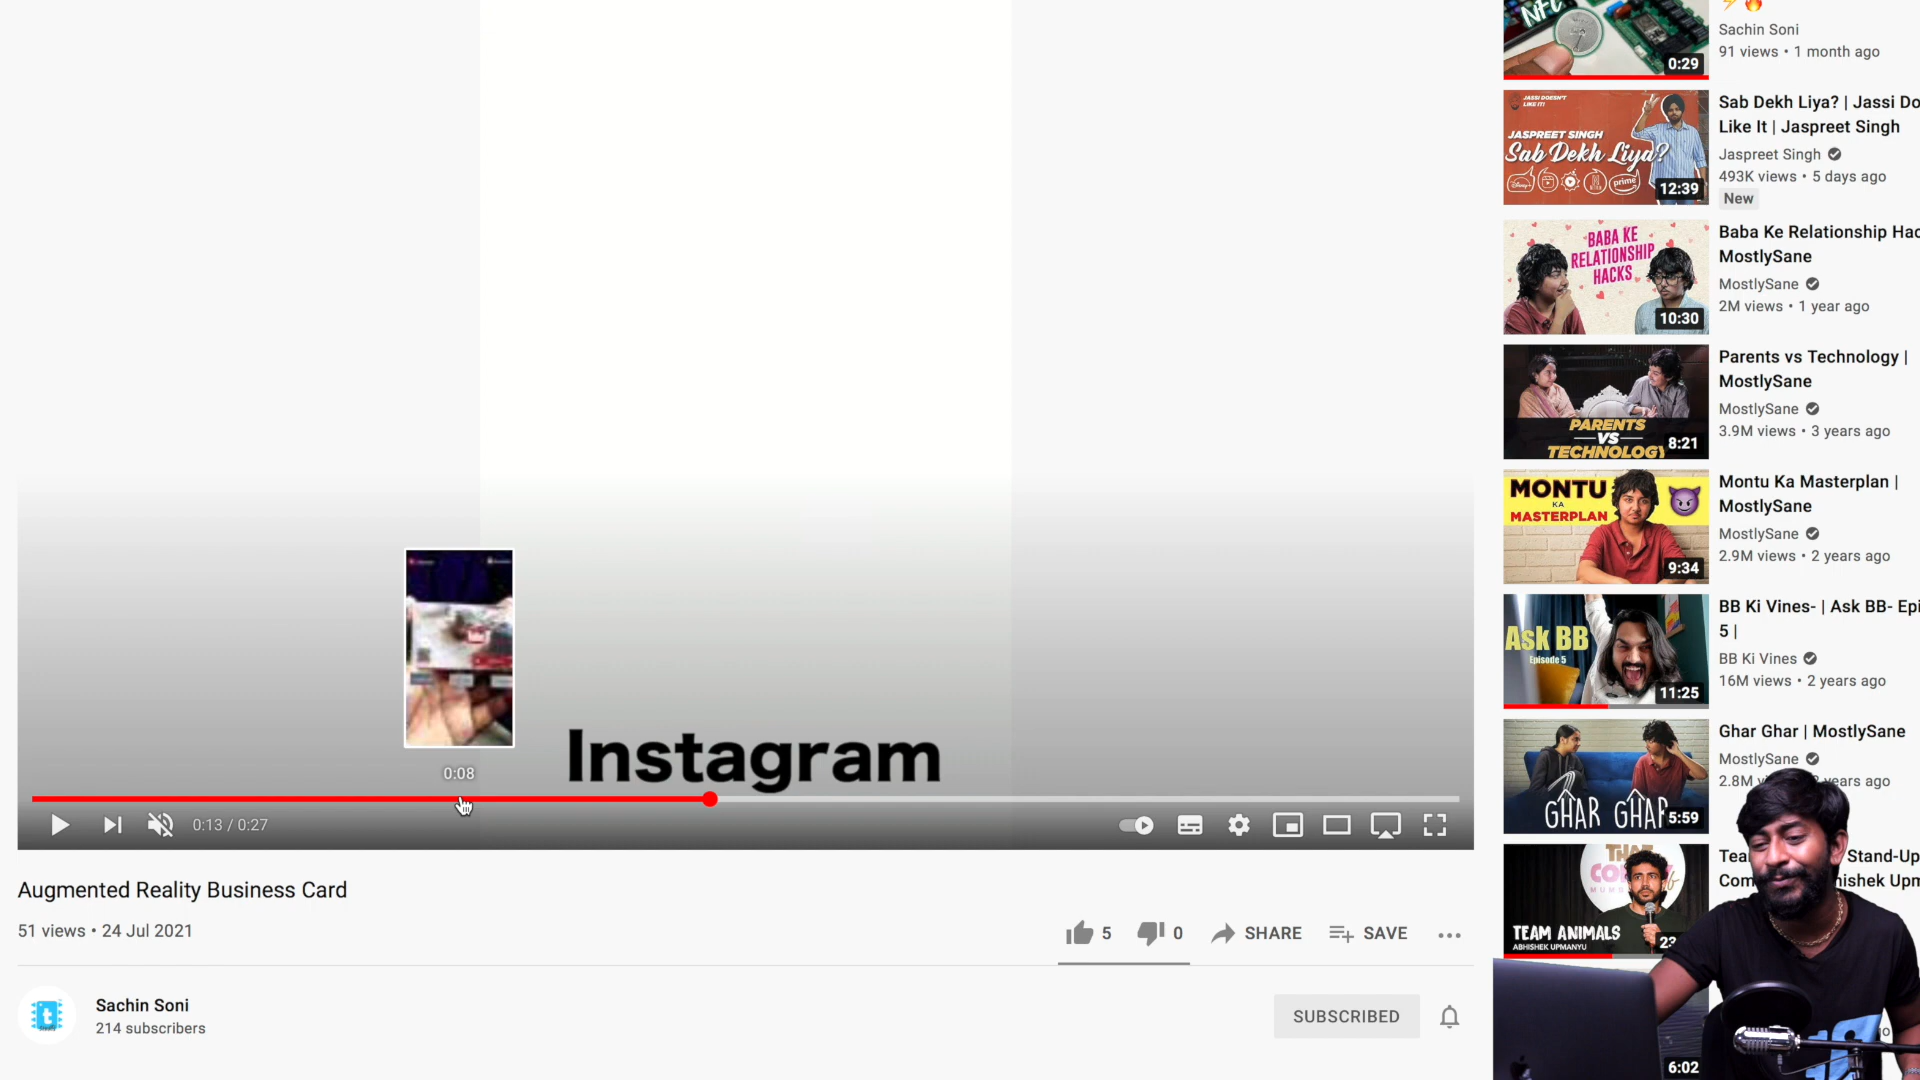 Instagram
0:08
0:13 / 0:27
Augmented Reality Business Card
51 views • 24 Jul 2021
5
0
SHARE
SAVE
Sachin Soni
214 subscribers
SUBSCRIBED
NFC
0:29
Sachin Soni
91 views • 1 month ago
JASSI DOESN'T
LIKE IT!
JASPREET SINGH
Sab Dekh Liya?
prime
12:39
Sab Dekh Liya? | Jassi Do
Like It | Jaspreet Singh
Jaspreet Singh
493K views • 5 days ago
New
BABA KE
RELATIONSHIP
HACKS
10:30
Baba Ke Relationship Hac
MostlySane
MostlySane
2M views • 1 year ago
PARENTS
VS
TECHNOLOGY
8:21
Parents vs Technology |
MostlySane
MostlySane
3.9M views • 3 years ago
MONTU
KA
MASTERPLAN
9:34
Montu Ka Masterplan |
MostlySane
MostlySane
2.9M views • 2 years ago
Ask BB
Episode 5
11:25
BB Ki Vines- | Ask BB- Epi
5 |
BB Ki Vines
16M views • 2 years ago
GHAR GHAR
5:59
Ghar Ghar | MostlySane
MostlySane
2.8M v years ago
TEAM ANIMALS
ABHISHEK UPMANYU
23
Tea Stand-Up
Com hishek Upm
6:02